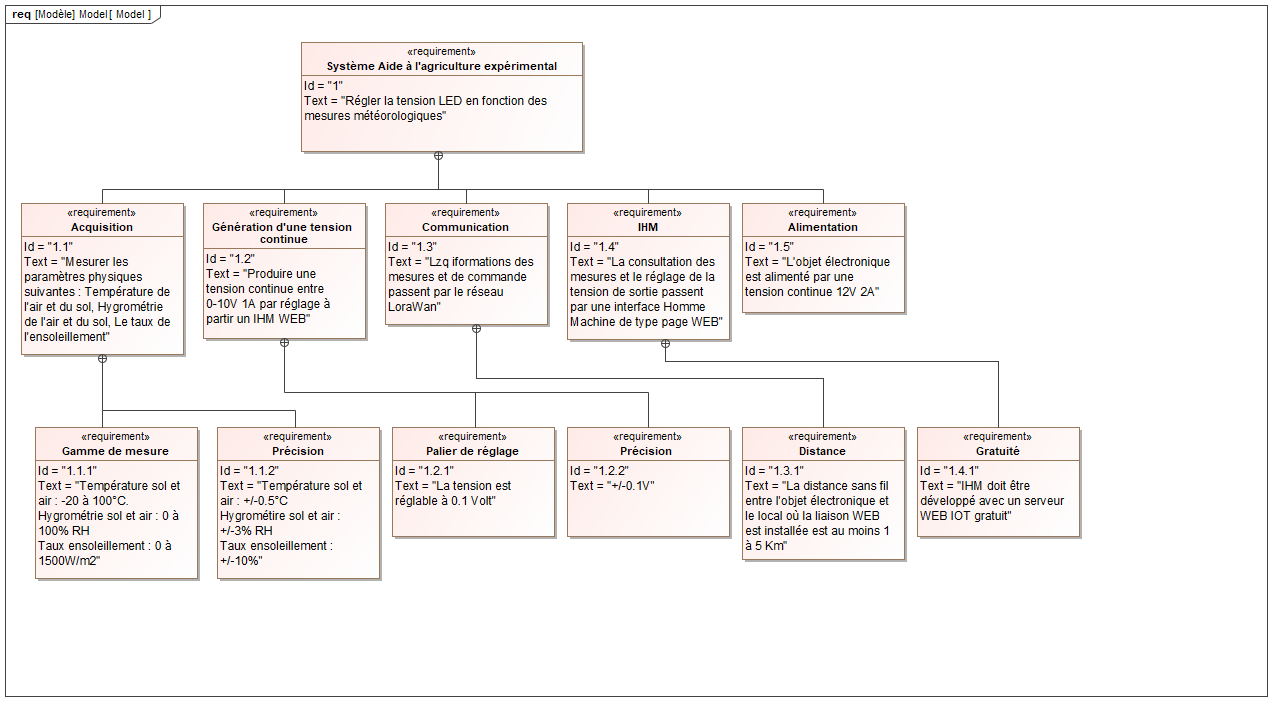 req [Modèle] Model [ Model ]
«requirement»
Système Aide à l'agriculture expérimental
Id = "1"
Text = "Régler la tension LED en fonction des
mesures météorologiques"
«requirement»
Acquisition
Id = "1.1"
Text = "Mesurer les
paramètres physiques
suivantes : Température de
l'air et du sol, Hygrométrie
de l'air et du sol, Le taux de
l'ensoleillement"
«requirement»
Génération d'une tension
continue
Id = "1.2"
Text = "Produire une
tension continue entre
0-10V 1A par réglage à
partir un IHM WEB"
«requirement»
Communication
Id = "1.3"
Text = "Lzq iformations des
mesures et de commande
passent par le réseau
LoraWan"
«requirement»
IHM
Id = "1.4"
Text = "La consultation des
mesures et le réglage de la
tension de sortie passent
par une interface Homme
Machine de type page WEB"
«requirement»
Alimentation
Id = "1.5"
Text = "L'objet électronique
est alimenté par une
tension continue 12V 2A"
«requirement»
Gamme de mesure
Id = "1.1.1"
Text = "Température sol et
air : -20 à 100°C.
Hygrométrie sol et air : 0 à
100% RH
Taux ensoleillement : 0 à
1500W/m2"
«requirement»
Précision
Id = "1.1.2"
Text = "Température sol et
air : +/-0.5°C
Hygromètire sol et air :
+/-3% RH
Taux ensoleillement :
+/-10%"
«requirement»
Palier de réglage
Id = "1.2.1"
Text = "La tension est
réglable à 0.1 Volt"
«requirement»
Précision
Id = "1.2.2"
Text = "+/-0.1V"
«requirement»
Distance
Id = "1.3.1"
Text = "La distance sans fil
entre l'objet électronique et
le local où la liaison WEB
est installée est au moins 1
à 5 Km"
«requirement»
Gratuité
Id = "1.4.1"
Text = "IHM doit être
développé avec un serveur
WEB IOT gratuit"